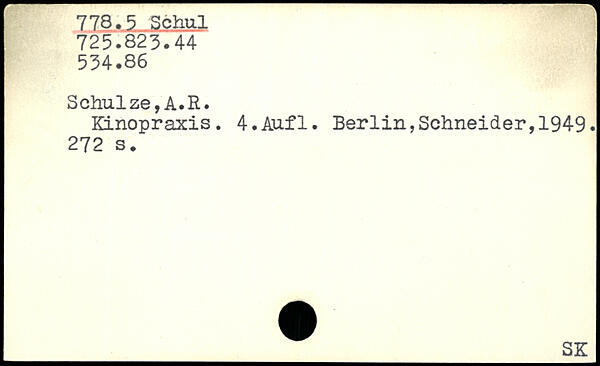 778.5 Schul
725.823.44
534.86
Schulze,A.R.
Kinopraxis. 4.Aufl. Berlin,Schneider,1949.
272 s.
SK